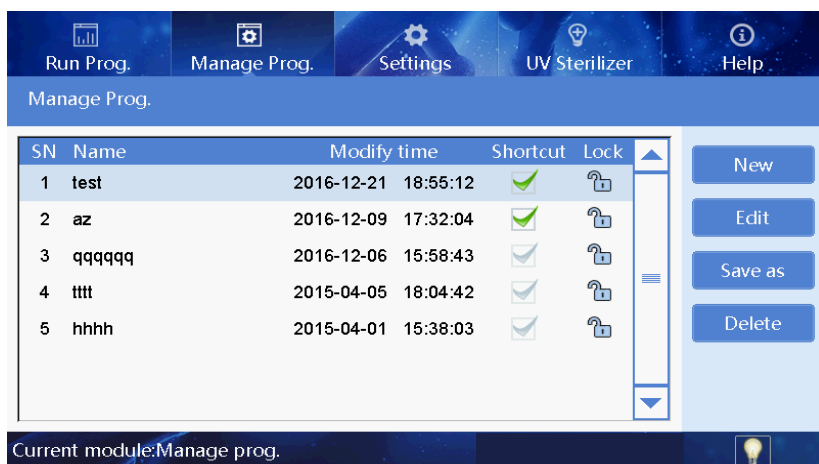 Run Prog. Manage Prog. Settings UV Sterilizer Help
Manage Prog.
SN Name Modify time Shortcut Lock
1 test 2016-12-21 18:55:12
2 az 2016-12-09 17:32:04
3 qqqqqq 2016-12-06 15:58:43
4 tttt 2015-04-05 18:04:42
5 hhhh 2015-04-01 15:38:03
New
Edit
Save as
Delete
Current module:Manage prog.